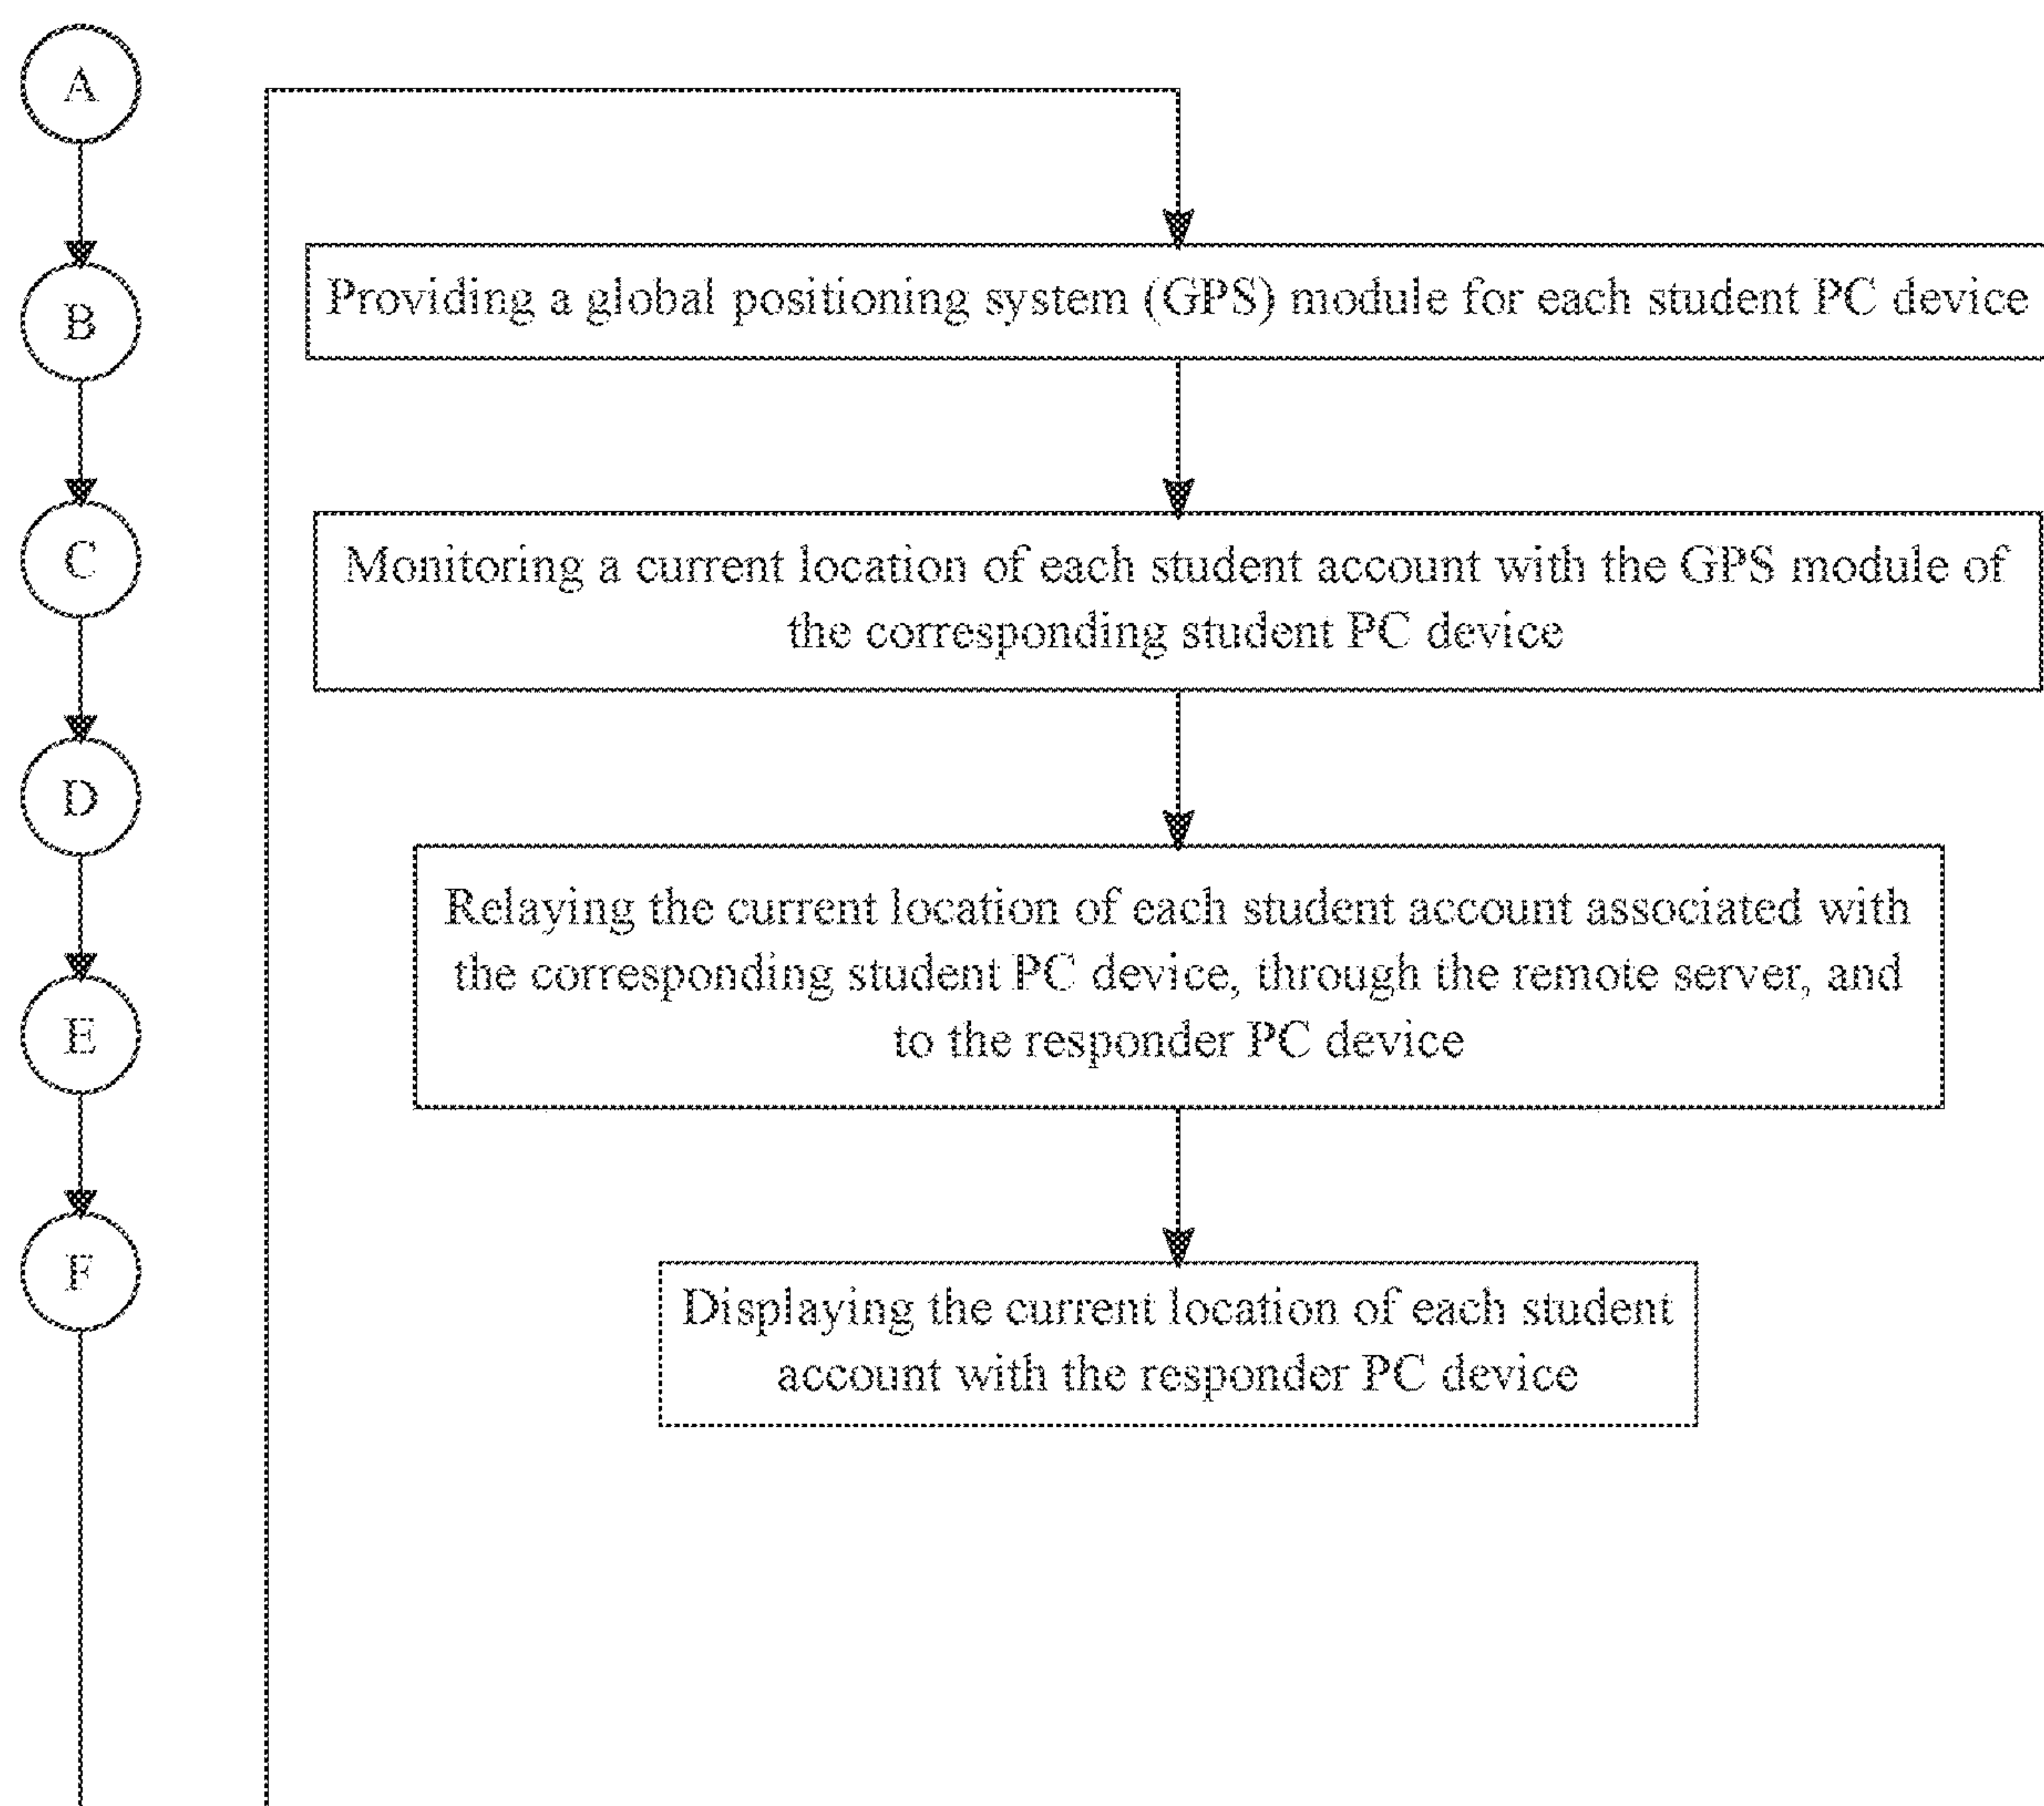 A
B
C
D
E
F
Providing a global positioning system (GPS) module for each student PC device
Monitoring a current location of each student account with the GPS module of
the corresponding student PC device
Relaying the current location of each student account associated with
the corresponding student PC device, through the remote server, and
to the responder PC device
Displaying the current location of each student
account with the responder PC device